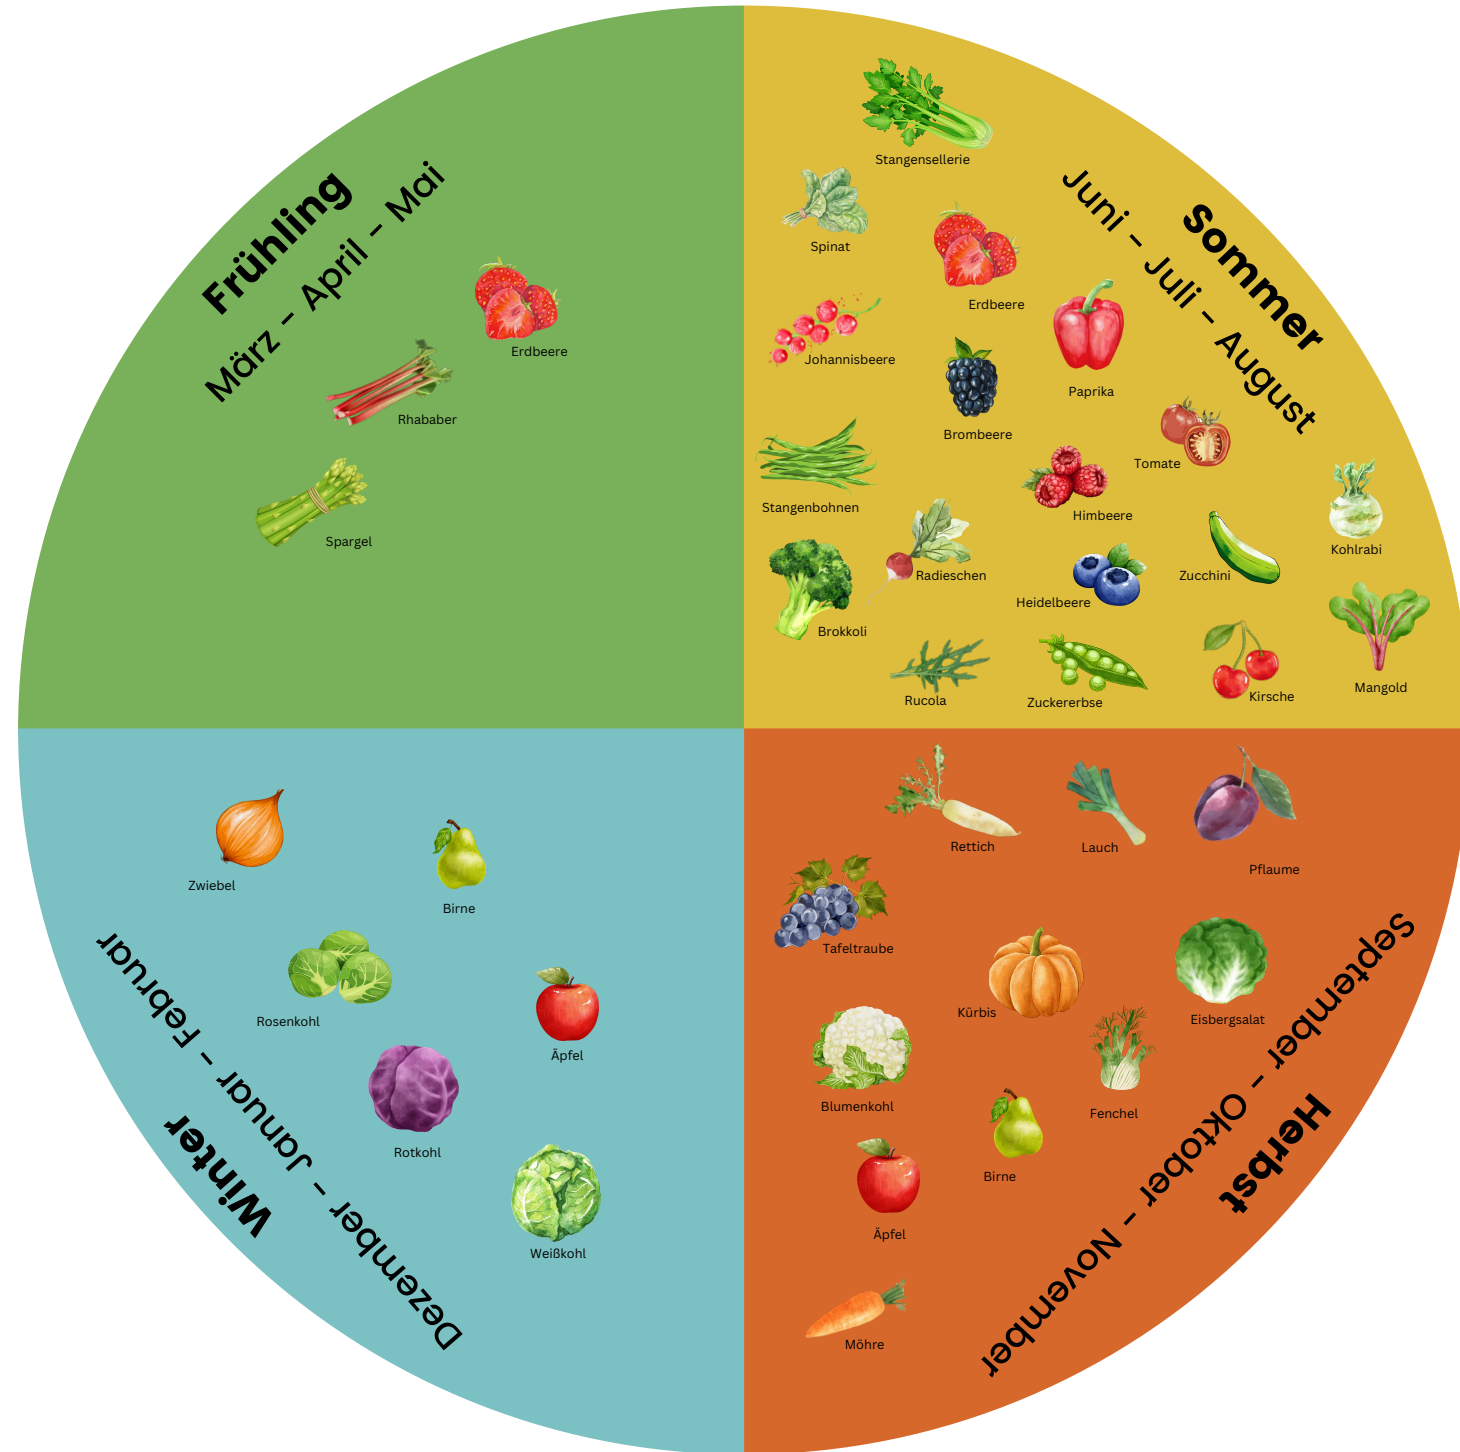 Frühling
März – April – Mai
Erdbeere
Rhababer
Spargel
Sommer
Juni – Juli – August
Stangensellerie
Spinat
Erdbeere
Johannisbeere
Paprika
Brombeere
Tomate
Stangenbohnen
Himbeere
Kohlrabi
Radieschen
Zucchini
Heidelbeere
Brokkoli
Mangold
Kirsche
Rucola
Zuckererbse
Winter
Dezember – Januar – Februar
Zwiebel
Birne
Rosenkohl
Äpfel
Rotkohl
Weißkohl
Herbst
September – Oktober – November
Rettich
Lauch
Pflaume
Tafeltraube
Kürbis
Eisbergsalat
Blumenkohl
Fenchel
Birne
Äpfel
Möhre